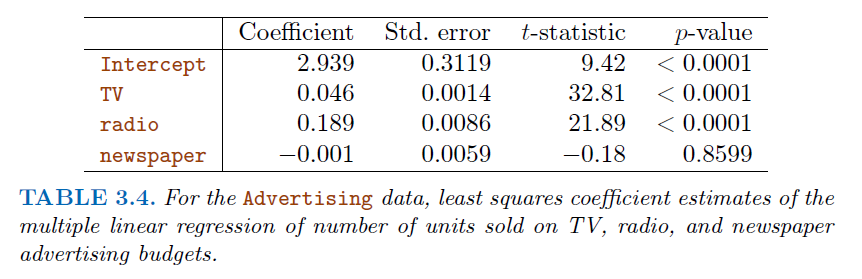 Coefficient Std. error t-statistic p-value
Intercept 2.939 0.3119 9.42 < 0.0001
TV 0.046 0.0014 32.81 < 0.0001
radio 0.189 0.0086 21.89 < 0.0001
newspaper −0.001 0.0059 −0.18 0.8599
TABLE 3.4. For the Advertising data, least squares coefficient estimates of the
multiple linear regression of number of units sold on TV, radio, and newspaper
advertising budgets.